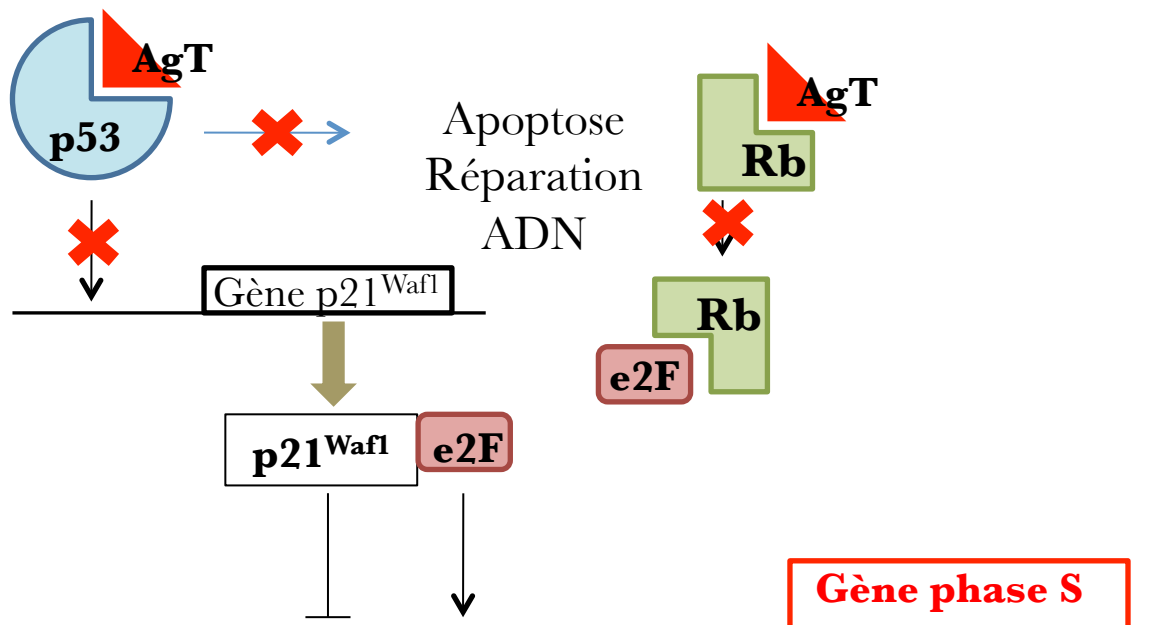 AgT
p53
Apoptose
Réparation
ADN
AgT
Rb
Gène p21Waf1
Rb
e2F
p21Waf1
e2F
Gène phase S